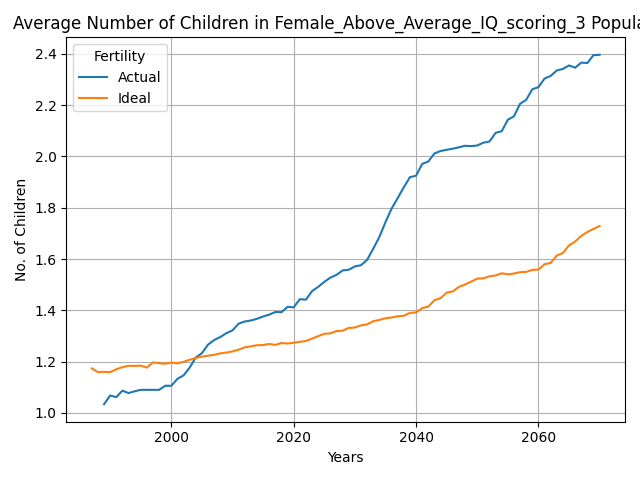 Average Number of Children in Female_Above_Average_IQ_scoring_3 Popula
Fertility
Actual
Ideal
2.4
2.2
2.0
1.8
1.6
1.4
1.2
1.0
No. of Children
2000
2020
2040
2060
Years